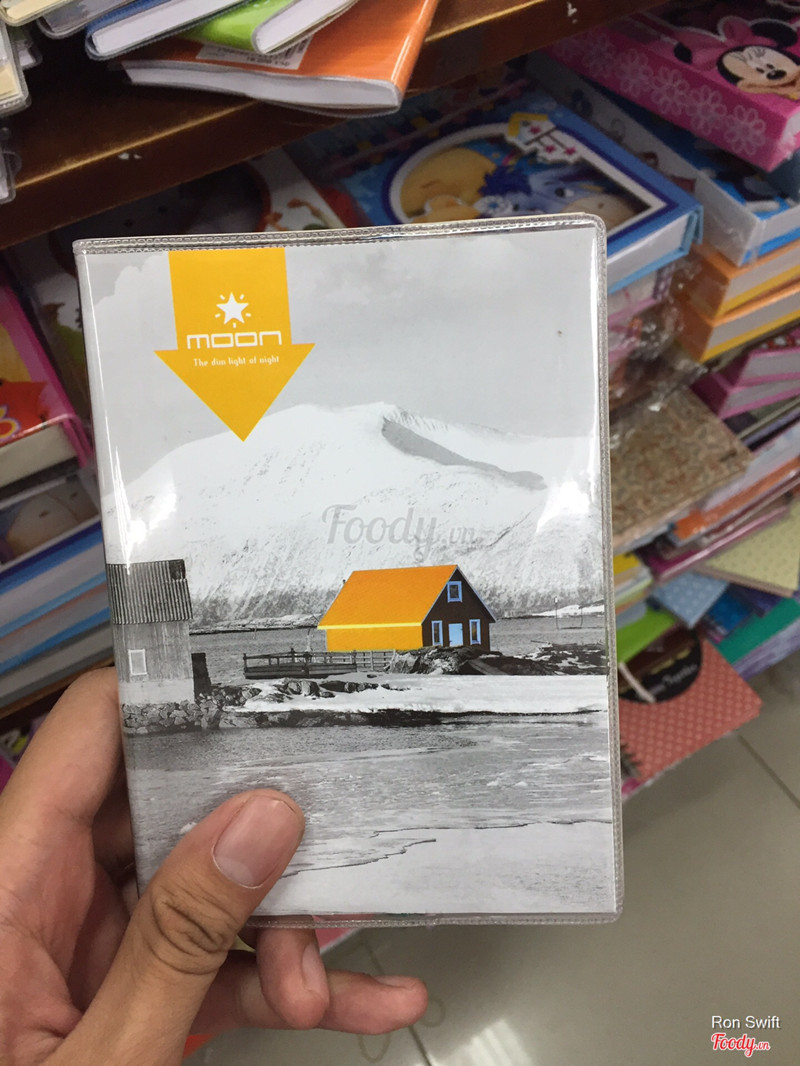 moon
The dim light of night
Foody.vn
Ron Swift
Foody.vn